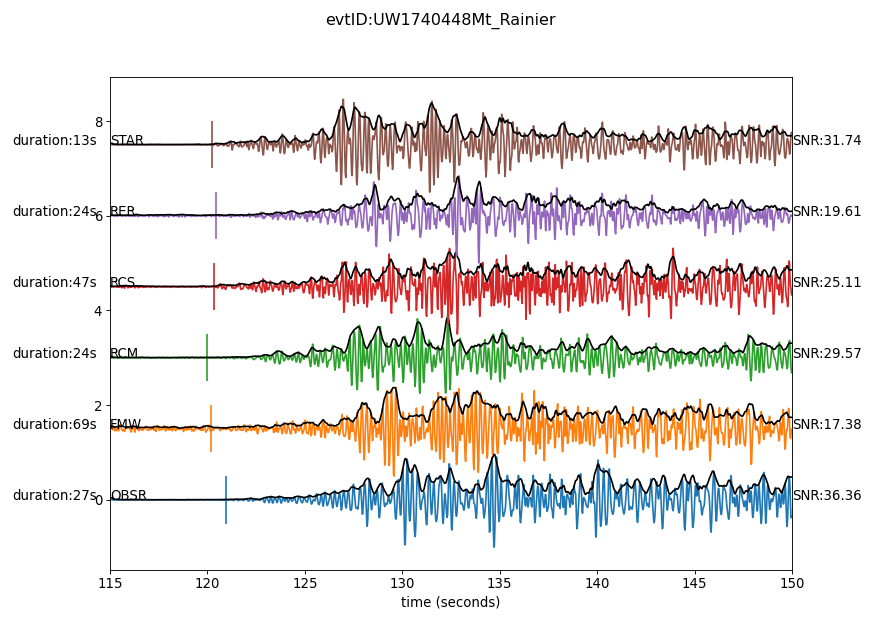 evtID:UW1740448Mt_Rainier
8
duration:13s STAR SNR:31.74
duration:24s RER SNR:19.61
6
duration:47s RCS SNR:25.11
4
duration:24s RCM SNR:29.57
2
duration:69s FMW SNR:17.38
duration:27s OBSR SNR:36.36
0
115 120 125 130 135 140 145 150
time (seconds)